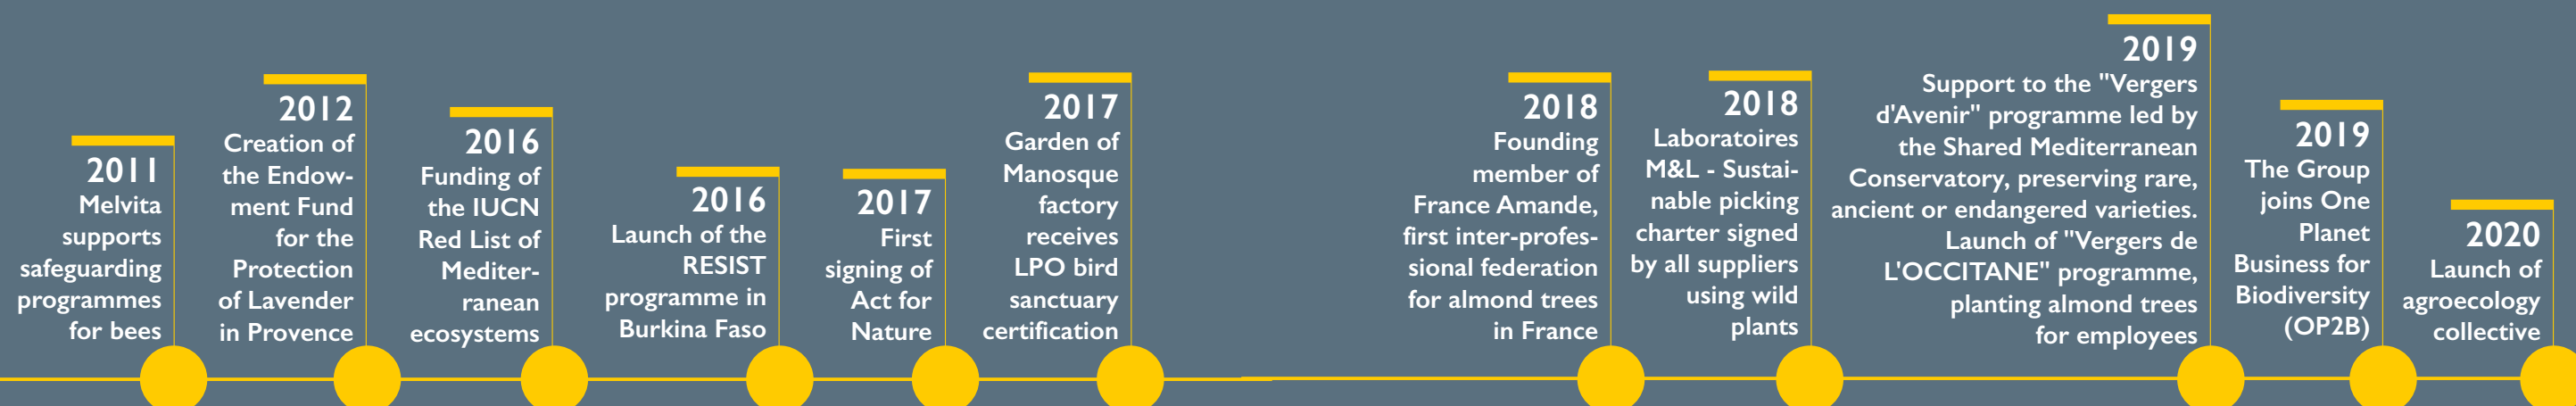 2011
Melvita
supports
safeguarding
programmes
for bees
2012
Creation of
the Endow-
ment Fund
for the
Protection
of Lavender
in Provence
2016
Funding of
the IUCN
Red List of
Mediter-
ranean
ecosystems
2016
Launch of the
RESIST
programme in
Burkina Faso
2017
First
signing of
Act for
Nature
2017
Garden of
Manosque
factory
receives
LPO bird
sanctuary
certification
2018
Founding
member of
France Amande,
first inter-profes-
sional federation
for almond trees
in France
2018
Laboratoires
M&L - Sustai-
nable picking
charter signed
by all suppliers
using wild
plants
2019
Support to the "Vergers
d'Avenir" programme led by
the Shared Mediterranean
Conservatory, preserving rare,
ancient or endangered varieties.
Launch of "Vergers de
L'OCCITANE" programme,
planting almond trees
for employees
2019
The Group
joins One
Planet
Business for
Biodiversity
(OP2B)
2020
Launch of
agroecology
collective